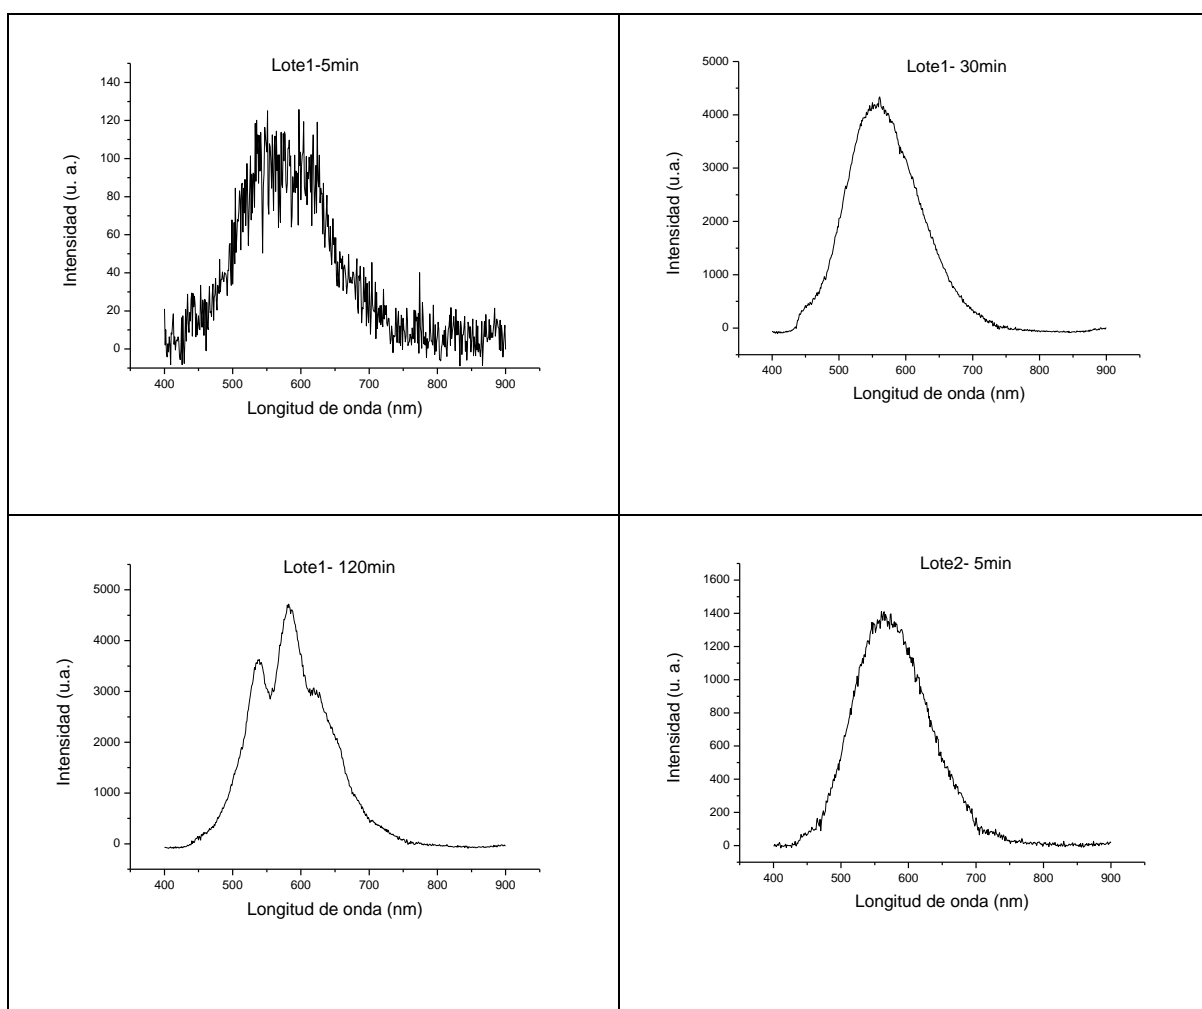 Lote1-5min
140
120
100
80
60
40
20
0
400 500 600 700 800 900
Intensidad (u. a.)
Longitud de onda (nm)
Lote1- 30min
5000
4000
3000
2000
1000
0
400 500 600 700 800 900
Intensidad (u.a.)
Longitud de onda (nm)
Lote1- 120min
5000
4000
3000
2000
1000
0
400 500 600 700 800 900
Intensidad (u.a.)
Longitud de onda (nm)
Lote2- 5min
1600
1400
1200
1000
800
600
400
200
0
400 500 600 700 800 900
Intensidad (u. a.)
Longitud de onda (nm)